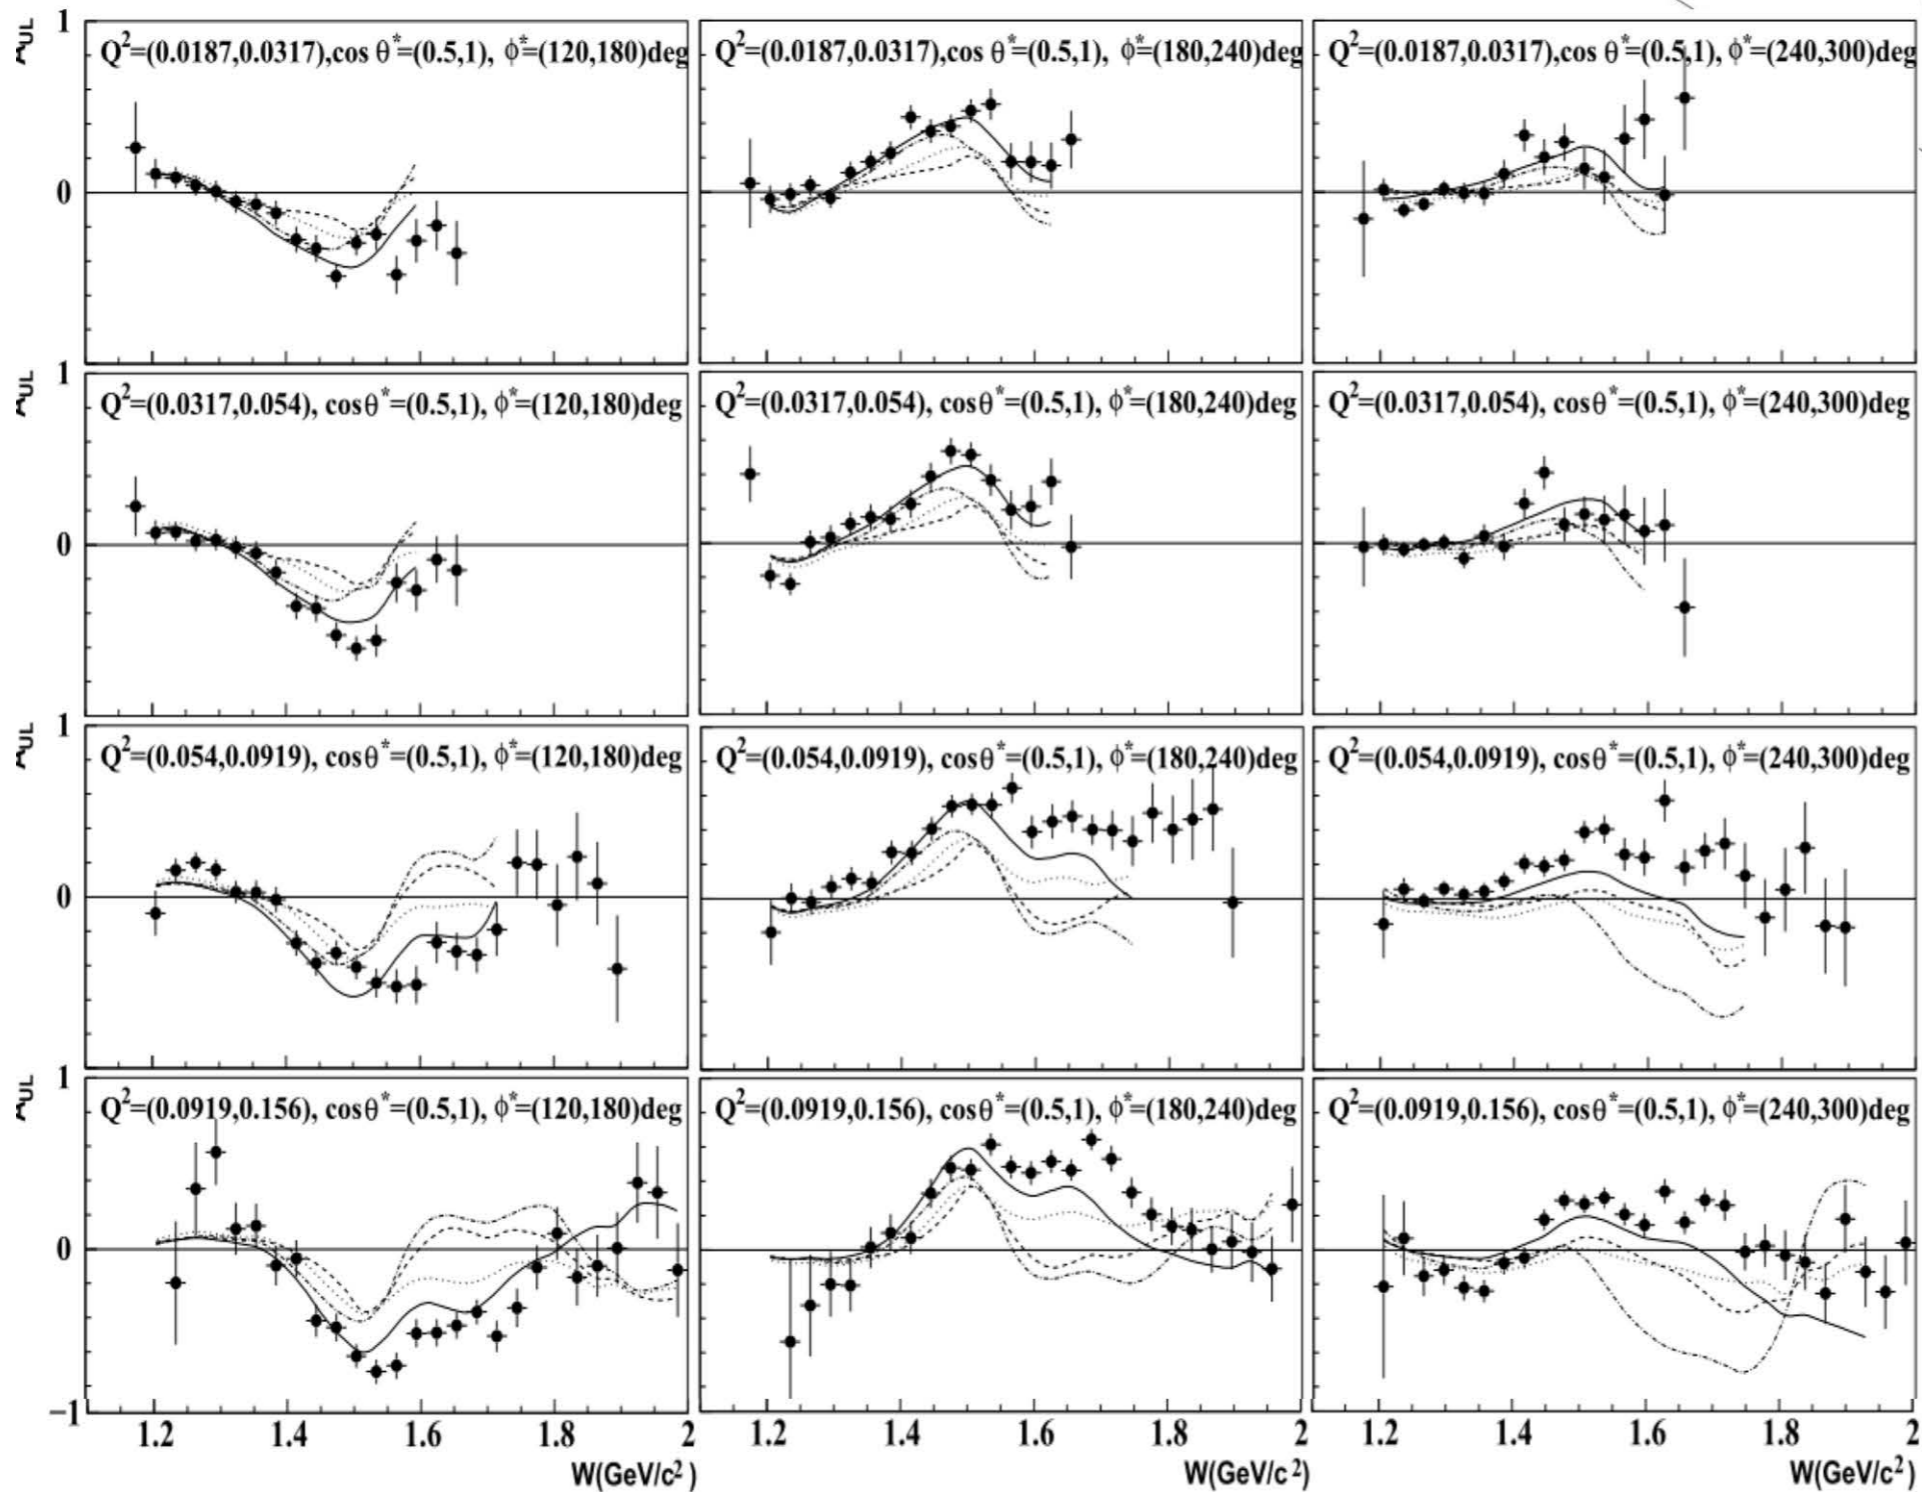 1
A_UL
Q²=(0.0187,0.0317),cos θ*=(0.5,1), ϕ*=(120,180)deg
Q²=(0.0187,0.0317),cos θ*=(0.5,1), ϕ*=(180,240)deg
Q²=(0.0187,0.0317),cos θ*=(0.5,1), ϕ*=(240,300)deg
0
1
A_UL
Q²=(0.0317,0.054), cosθ*=(0.5,1), ϕ*=(120,180)deg
Q²=(0.0317,0.054), cosθ*=(0.5,1), ϕ*=(180,240)deg
Q²=(0.0317,0.054), cosθ*=(0.5,1), ϕ*=(240,300)deg
0
1
A_UL
Q²=(0.054,0.0919), cosθ*=(0.5,1), ϕ*=(120,180)deg
Q²=(0.054,0.0919), cosθ*=(0.5,1), ϕ*=(180,240)deg
Q²=(0.054,0.0919), cosθ*=(0.5,1), ϕ*=(240,300)deg
0
1
A_UL
Q²=(0.0919,0.156), cosθ*=(0.5,1), ϕ*=(120,180)deg
Q²=(0.0919,0.156), cosθ*=(0.5,1), ϕ*=(180,240)deg
Q²=(0.0919,0.156), cosθ*=(0.5,1), ϕ*=(240,300)deg
0
−1
1.2 1.4 1.6 1.8 2
1.2 1.4 1.6 1.8 2
1.2 1.4 1.6 1.8 2
W(GeV/c²)
W(GeV/c²)
W(GeV/c²)